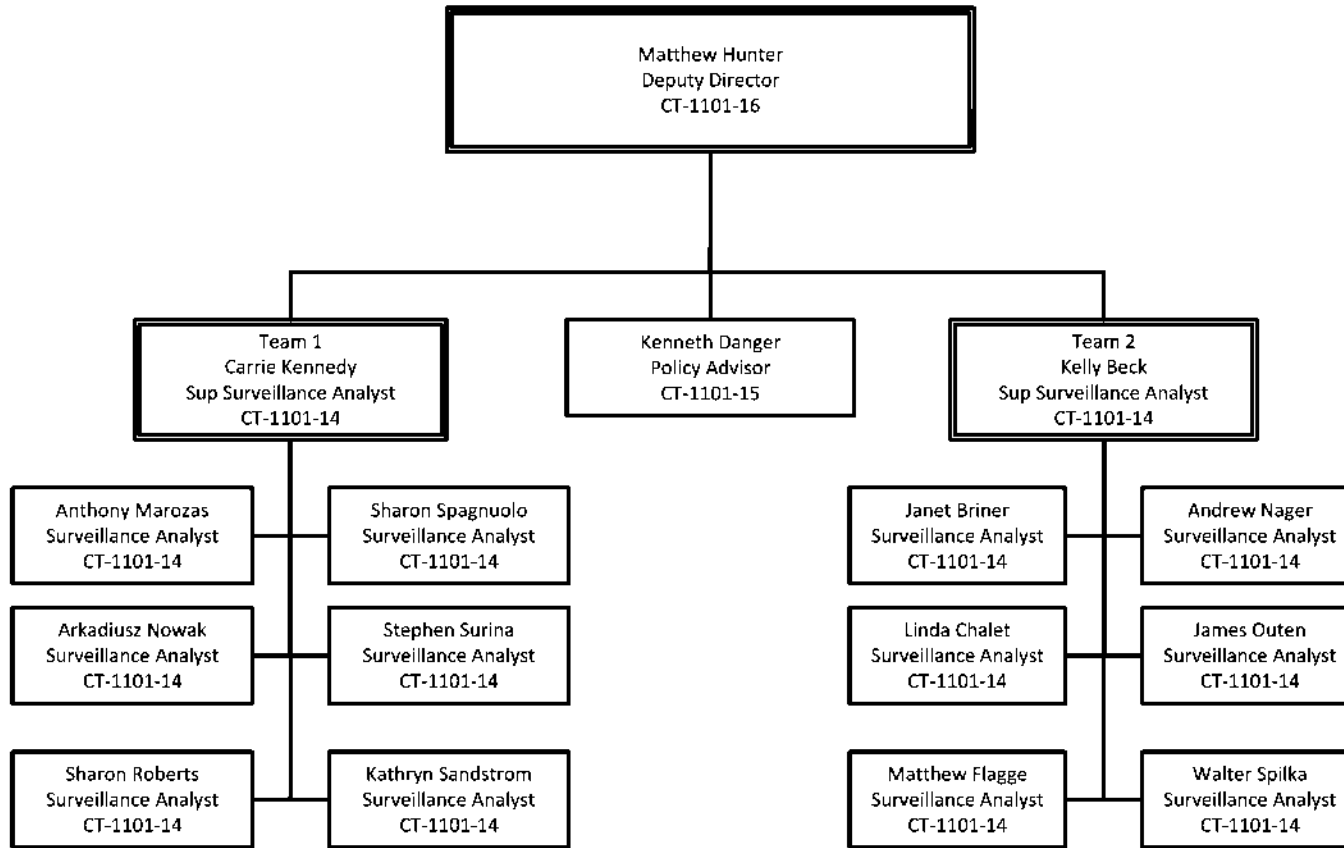 Matthew Hunter
Deputy Director
CT-1101-16
Team 1
Carrie Kennedy
Sup Surveillance Analyst
CT-1101-14
Kenneth Danger
Policy Advisor
CT-1101-15
Team 2
Kelly Beck
Sup Surveillance Analyst
CT-1101-14
Anthony Marozas
Surveillance Analyst
CT-1101-14
Sharon Spagnuolo
Surveillance Analyst
CT-1101-14
Janet Briner
Surveillance Analyst
CT-1101-14
Andrew Nager
Surveillance Analyst
CT-1101-14
Arkadiusz Nowak
Surveillance Analyst
CT-1101-14
Stephen Surina
Surveillance Analyst
CT-1101-14
Linda Chalet
Surveillance Analyst
CT-1101-14
James Outen
Surveillance Analyst
CT-1101-14
Sharon Roberts
Surveillance Analyst
CT-1101-14
Kathryn Sandstrom
Surveillance Analyst
CT-1101-14
Matthew Flagge
Surveillance Analyst
CT-1101-14
Walter Spilka
Surveillance Analyst
CT-1101-14